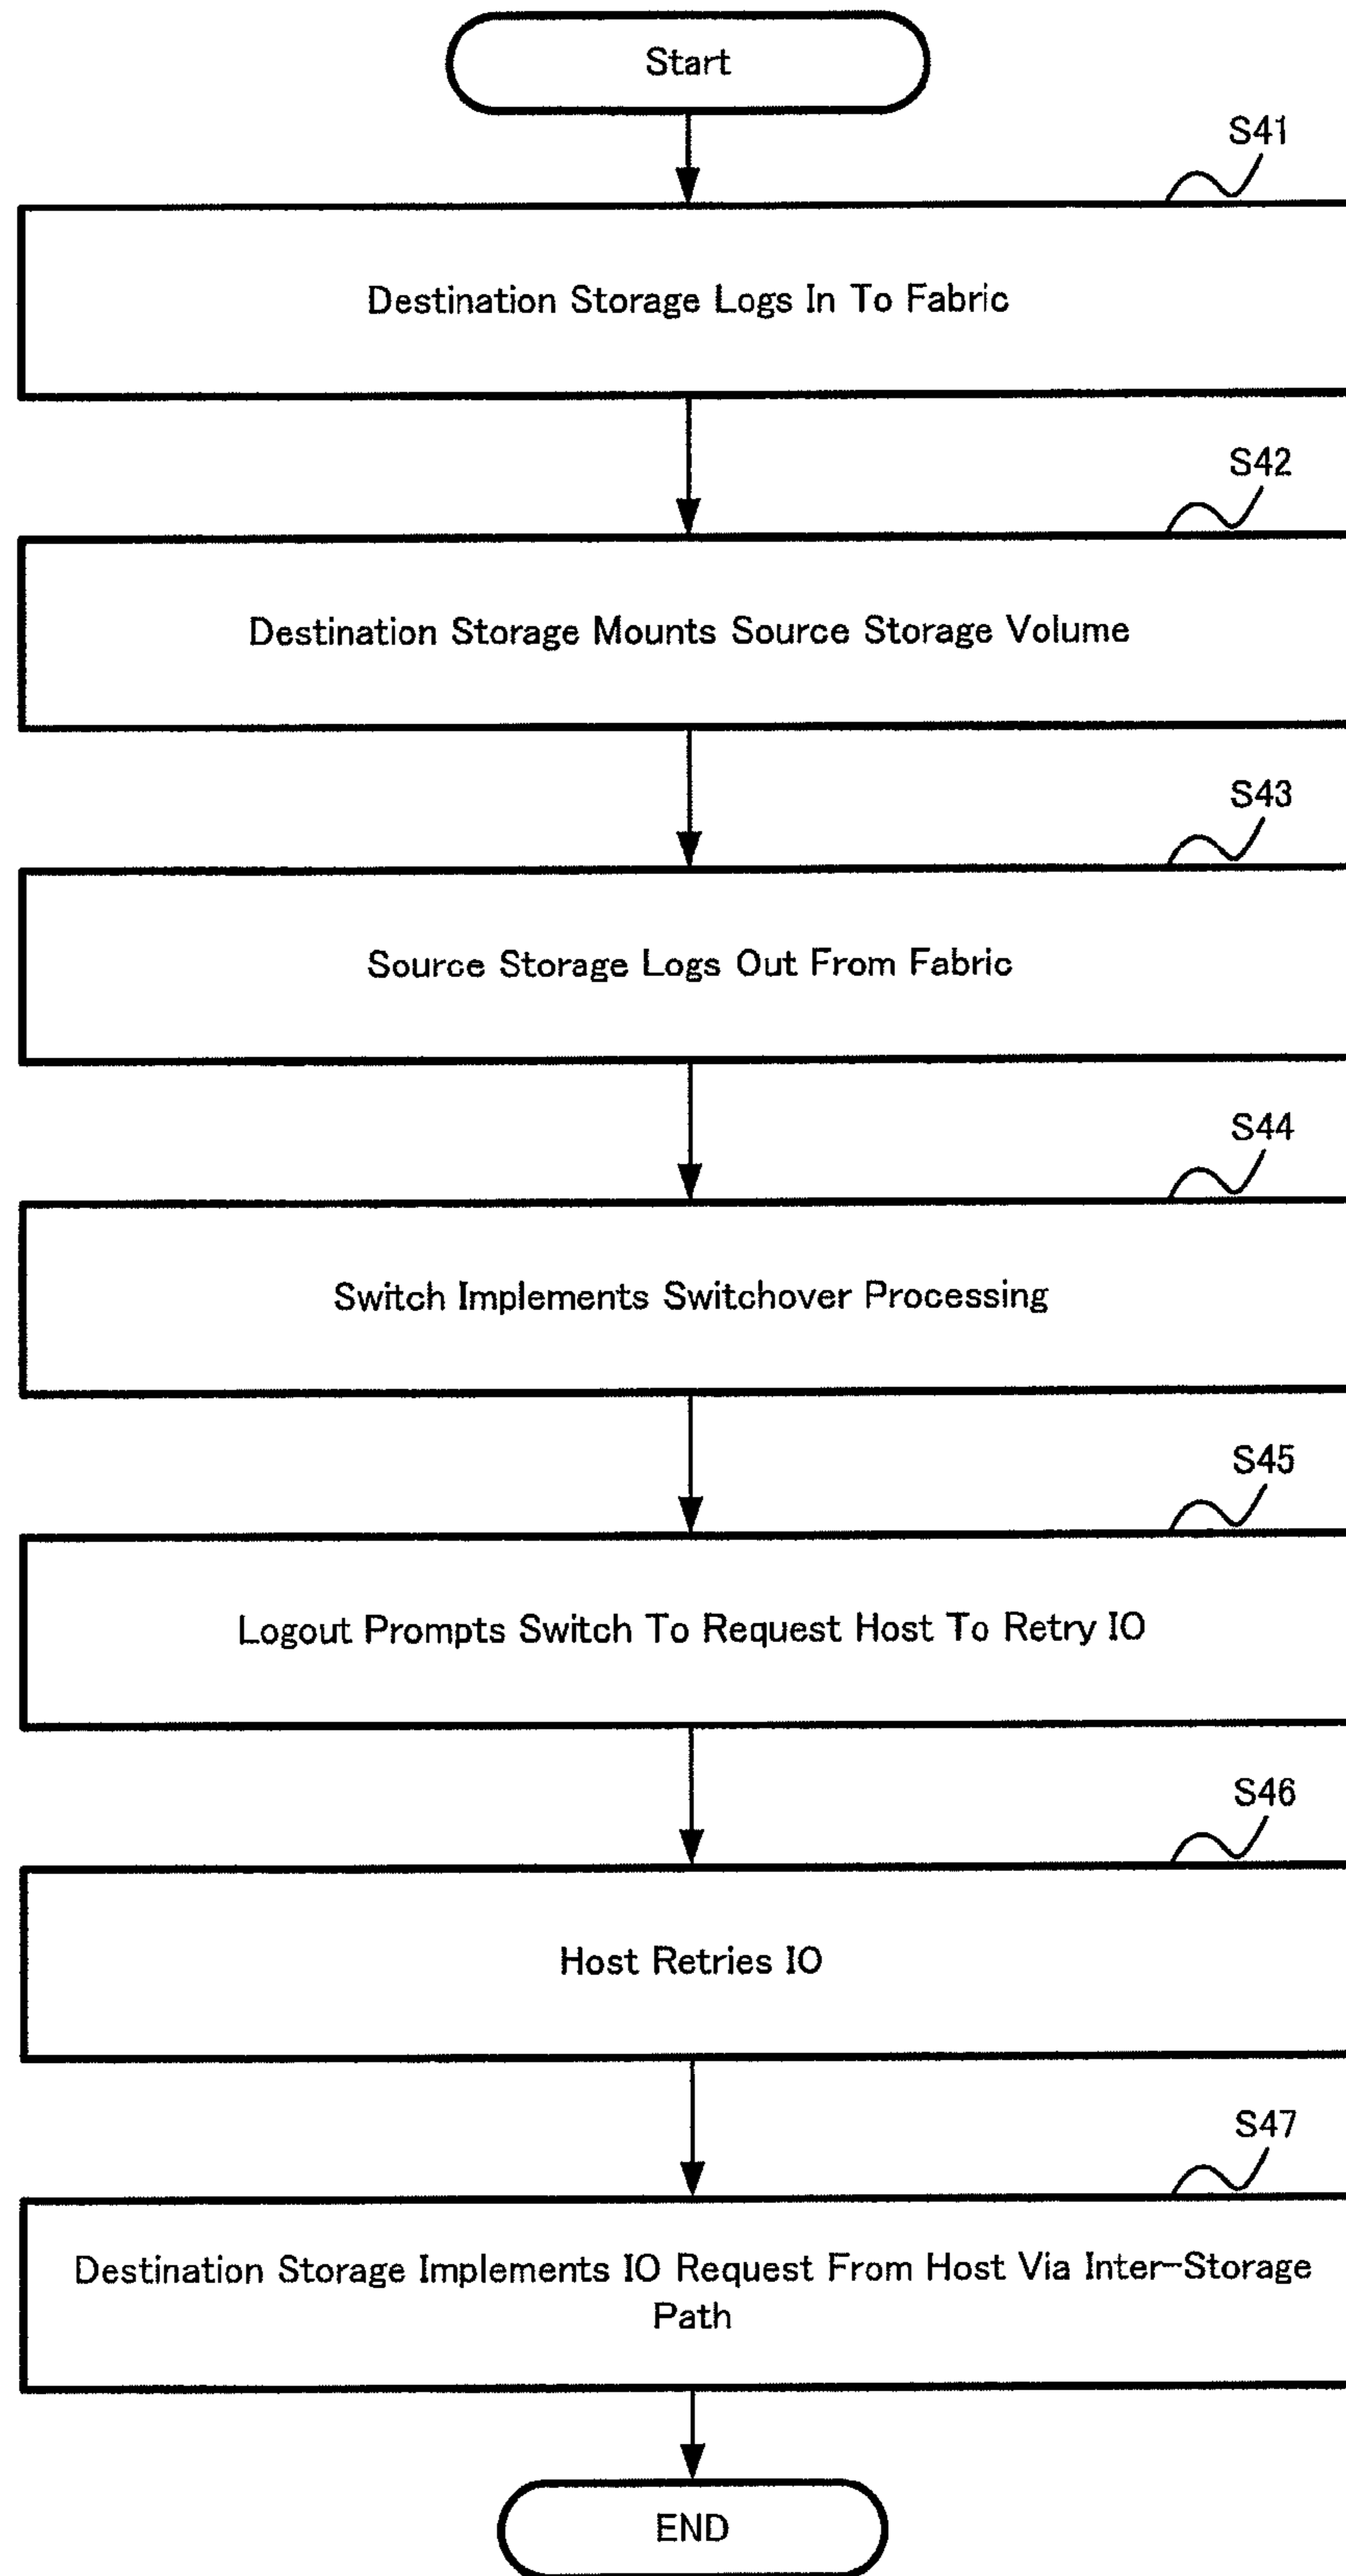 Start
S41
Destination Storage Logs In To Fabric
S42
Destination Storage Mounts Source Storage Volume
S43
Source Storage Logs Out From Fabric
S44
Switch Implements Switchover Processing
S45
Logout Prompts Switch To Request Host To Retry IO
S46
Host Retries IO
S47
Destination Storage Implements IO Request From Host Via Inter-Storage
Path
END